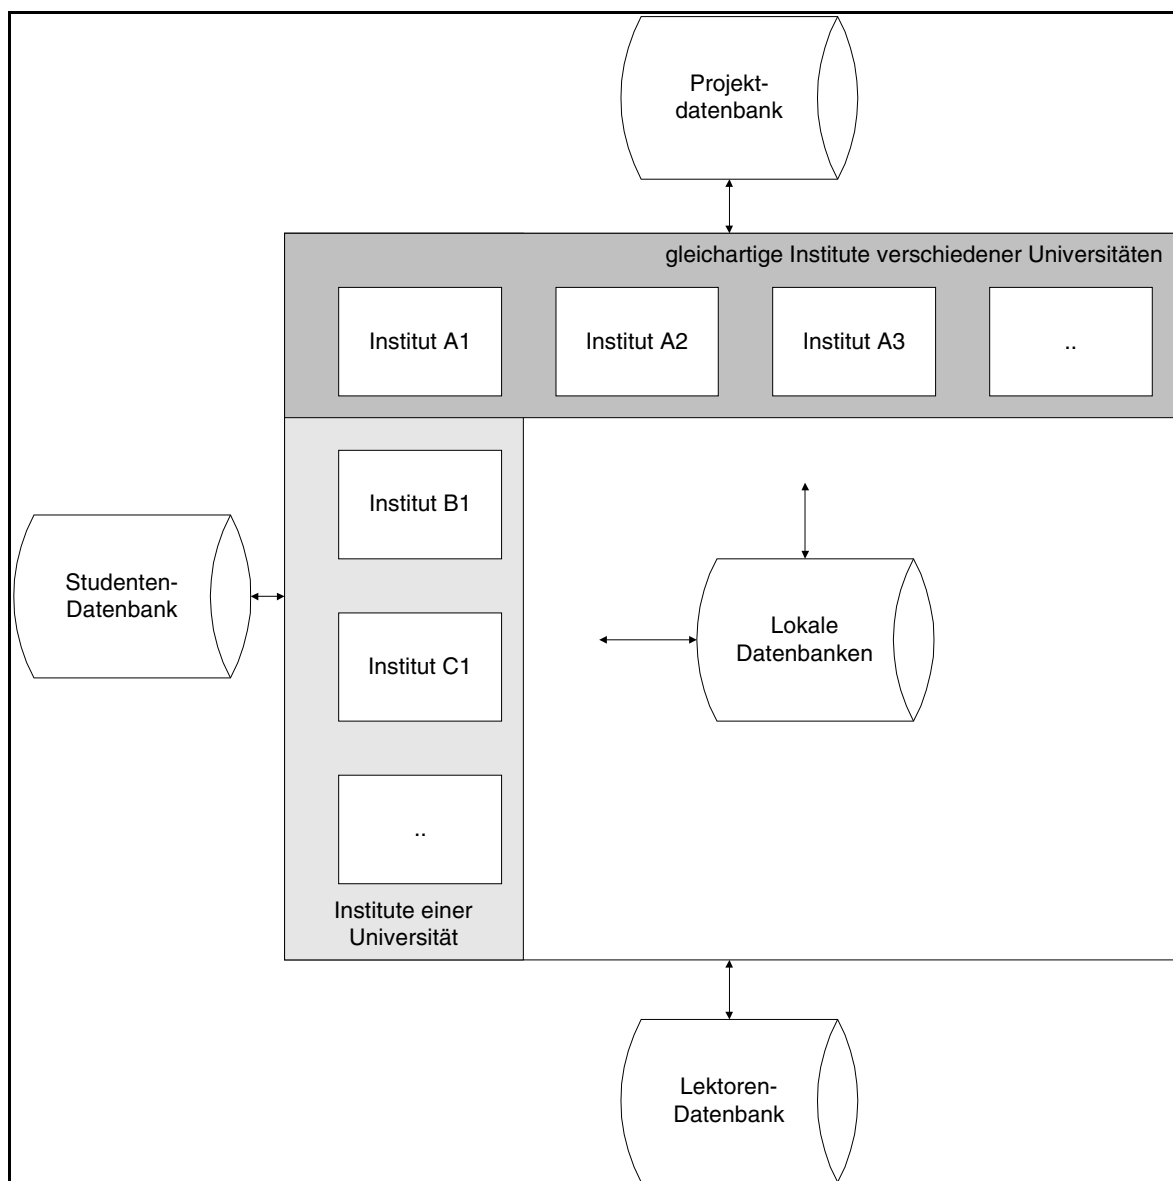 Projekt-
datenbank
gleichartige Institute verschiedener Universitäten
Institut A1
Institut A2
Institut A3
..
Institut B1
Studenten-
Datenbank
Institut C1
Lokale
Datenbanken
..
Institute einer
Universität
Lektoren-
Datenbank